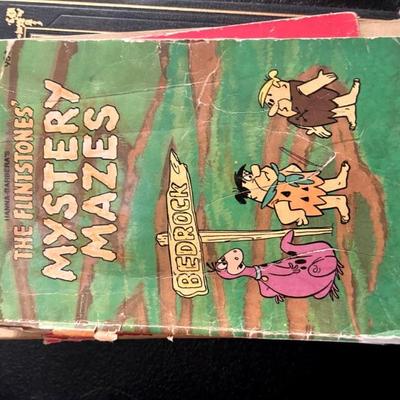 HANNA-BARBERA'S
THE FLINTSTONES'
MYSTERY
MAZES
BEDROCK